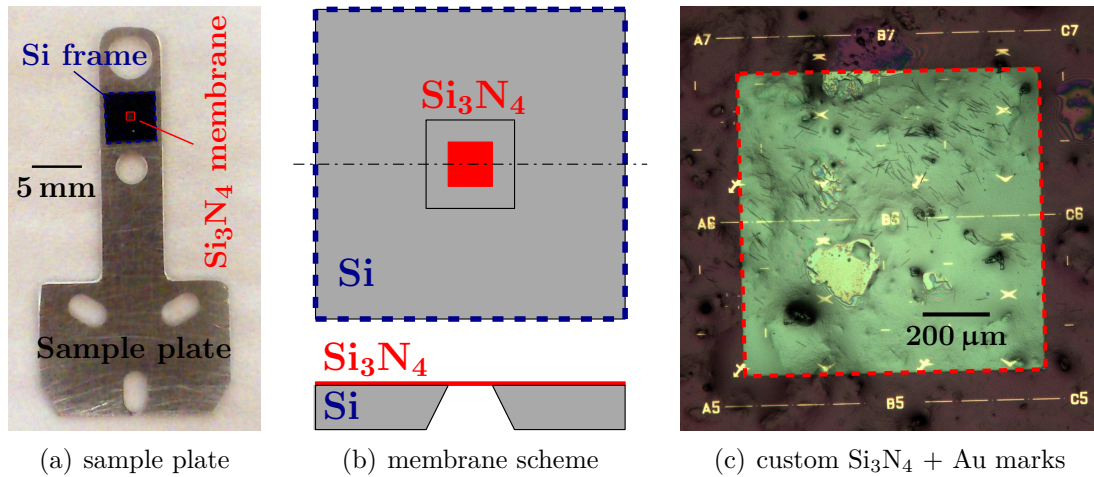 Si frame
5 mm
Si₃N₄ membrane
Sample plate
Si₃N₄
Si
Si₃N₄
Si
A7
B7
C7
A6
B6
C6
200 µm
A5
B5
C5
(a) sample plate
(b) membrane scheme
(c) custom Si₃N₄ + Au marks